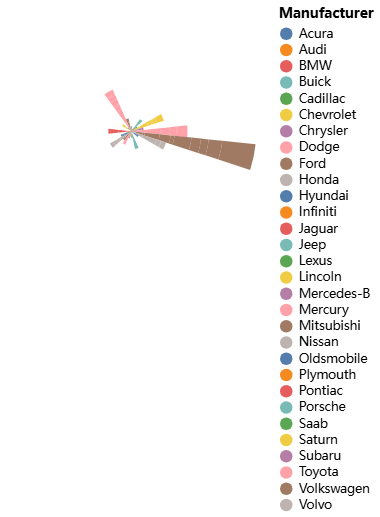 Manufacturer
Acura
Audi
BMW
Buick
Cadillac
Chevrolet
Chrysler
Dodge
Ford
Honda
Hyundai
Infiniti
Jaguar
Jeep
Lexus
Lincoln
Mercedes-B
Mercury
Mitsubishi
Nissan
Oldsmobile
Plymouth
Pontiac
Porsche
Saab
Saturn
Subaru
Toyota
Volkswagen
Volvo